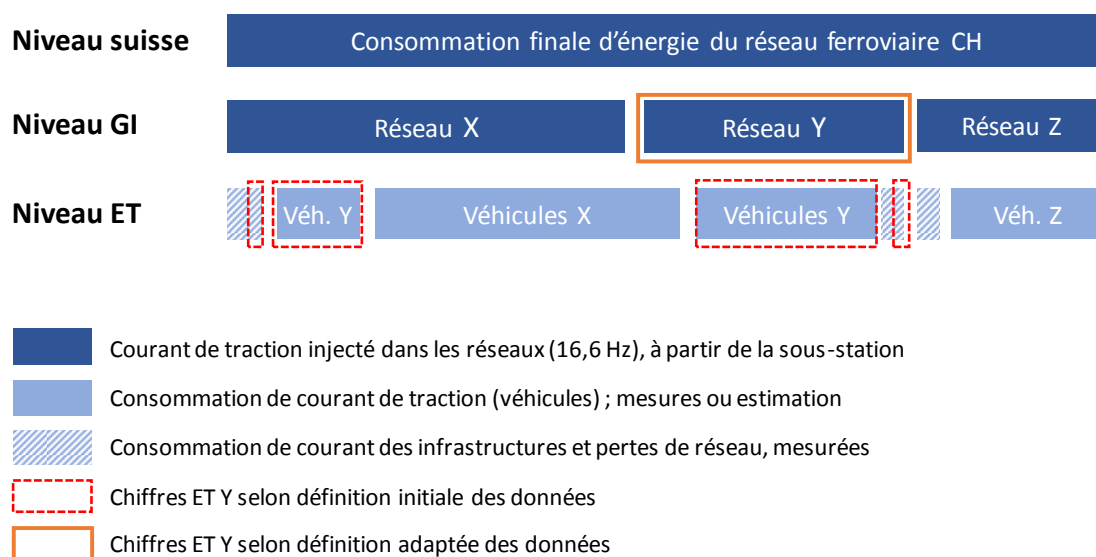 Niveau suisse
Consommation finale d'énergie du réseau ferroviaire CH
Niveau GI
Réseau X
Réseau Y
Réseau Z
Niveau ET
Véh. Y
Véhicules X
Véhicules Y
Véh. Z
Courant de traction injecté dans les réseaux (16,6 Hz), à partir de la sous-station
Consommation de courant de traction (véhicules) ; mesures ou estimation
Consommation de courant des infrastructures et pertes de réseau, mesurées
Chiffres ET Y selon définition initiale des données
Chiffres ET Y selon définition adaptée des données